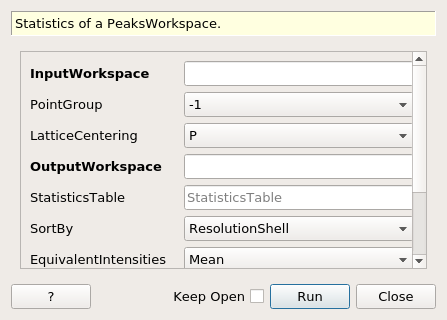 Statistics of a PeaksWorkspace.
InputWorkspace
PointGroup -1
LatticeCentering P
OutputWorkspace
StatisticsTable StatisticsTable
SortBy ResolutionShell
EquivalentIntensities Mean
? Keep Open Run Close